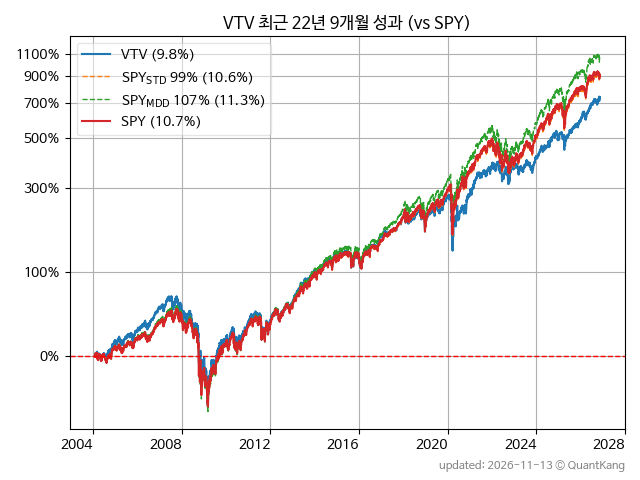 VTV 최근 22년 9개월 성과 (vs SPY)
1100%
900%
700%
500%
300%
100%
0%
VTV (9.8%)
SPY_STD 99% (10.6%)
SPY_MDD 107% (11.3%)
SPY (10.7%)
2004 2008 2012 2016 2020 2024 2028
updated: 2026-11-13 © QuantKang